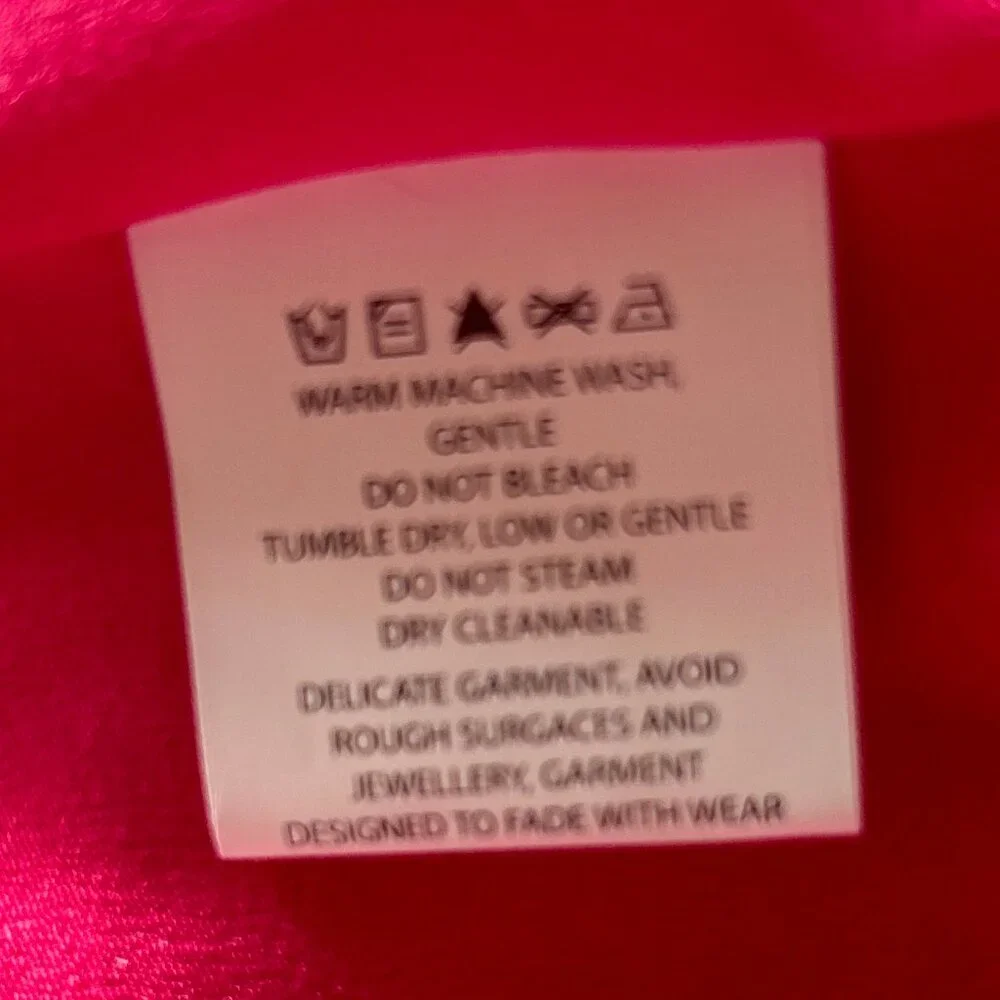 WARM MACHINE WASH,
GENTLE
DO NOT BLEACH
TUMBLE DRY, LOW OR GENTLE
DO NOT STEAM
DRY CLEANABLE
DELICATE GARMENT, AVOID
ROUGH SURGACES AND
JEWELLERY, GARMENT
DESIGNED TO FADE WITH WEAR